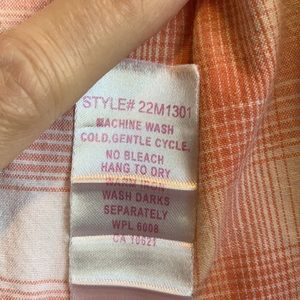 STYLE# 22M1301
MACHINE WASH
COLD, GENTLE CYCLE.
NO BLEACH
HANG TO DRY
WASH DARKS
SEPARATELY
WPL 6008
CA 10621